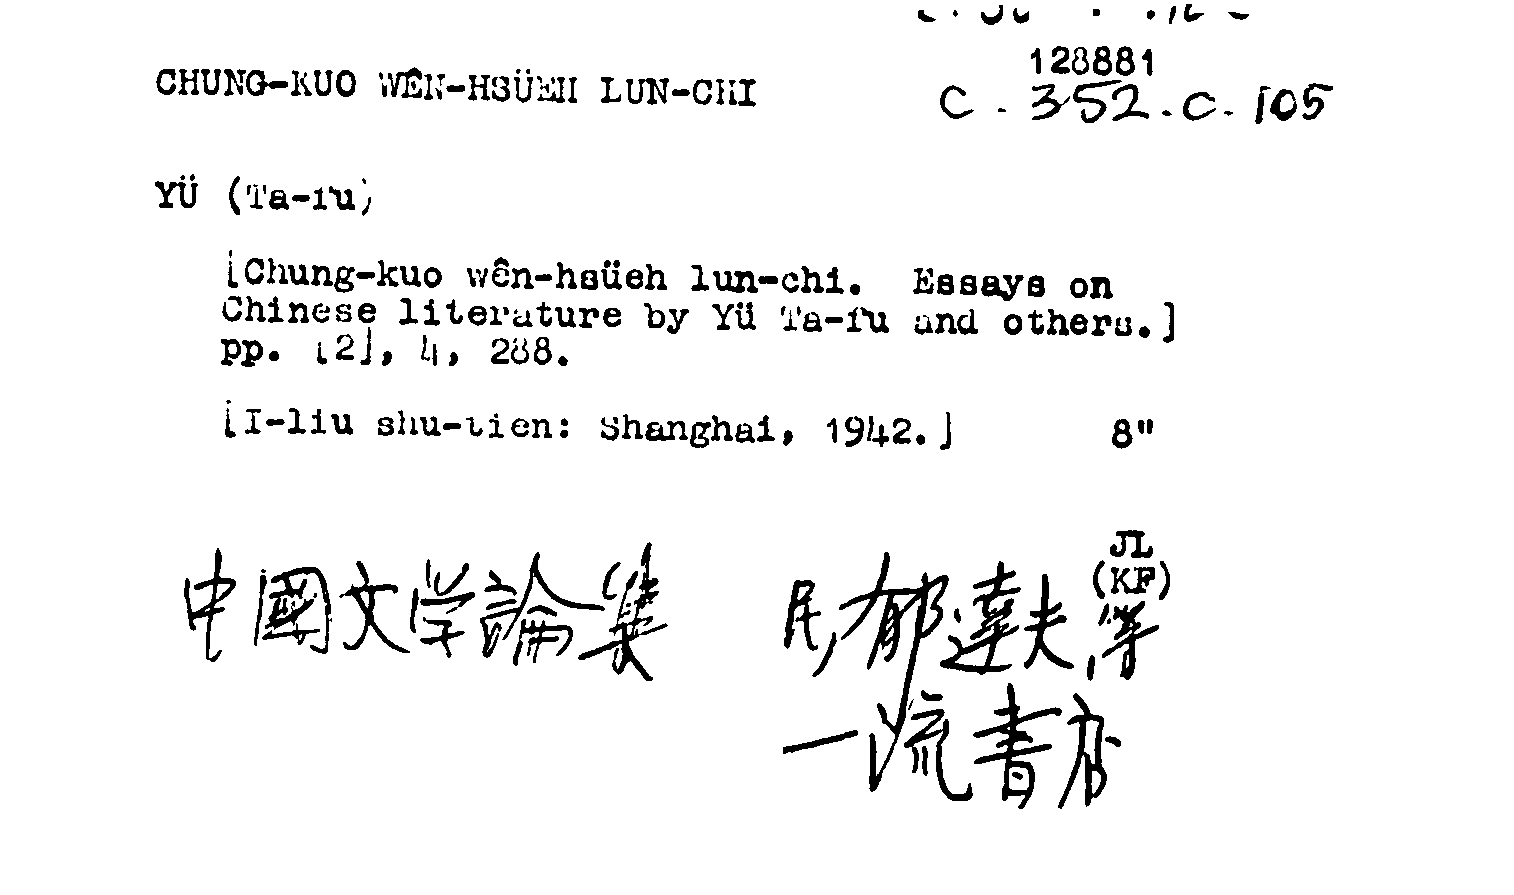 128881
CHUNG-KUO WÊN-HSÜEH LUN-CHI
C. 352.c.105
YÜ (Ta-fu)
[Chung-kuo wên-hsüeh lun-chi. Essays on
Chinese literature by Yü Ta-fu and others.]
pp. [2], 4, 288.
[I-liu shu-tien: Shanghai, 1942.] 8"
JL
(KF)
中國文学論集 民,郁達夫等
一流書店